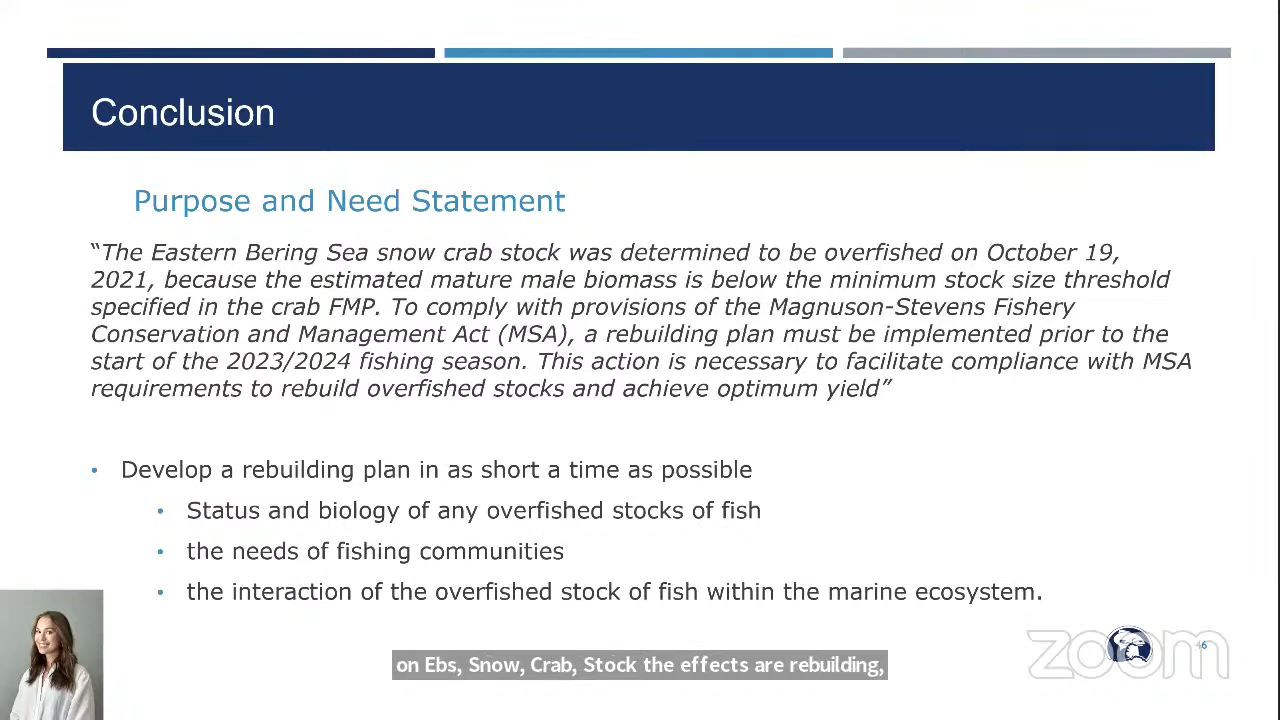 Conclusion
Purpose and Need Statement
“The Eastern Bering Sea snow crab stock was determined to be overfished on October 19,
2021, because the estimated mature male biomass is below the minimum stock size threshold
specified in the crab FMP. To comply with provisions of the Magnuson-Stevens Fishery
Conservation and Management Act (MSA), a rebuilding plan must be implemented prior to the
start of the 2023/2024 fishing season. This action is necessary to facilitate compliance with MSA
requirements to rebuild overfished stocks and achieve optimum yield”
• Develop a rebuilding plan in as short a time as possible
• Status and biology of any overfished stocks of fish
• the needs of fishing communities
• the interaction of the overfished stock of fish within the marine ecosystem.
zoom
on Ebs, Snow, Crab, Stock the effects are rebuilding,